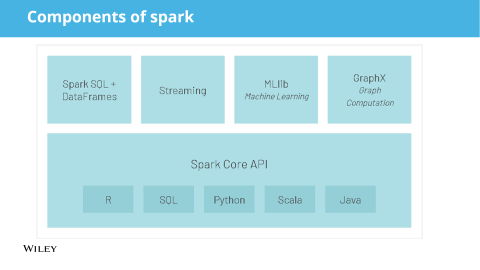 Components of spark
Spark SQL +
DataFrames
Streaming
MLlib
Machine Learning
GraphX
Graph
Computation
Spark Core API
R
SQL
Python
Scala
Java
WILEY